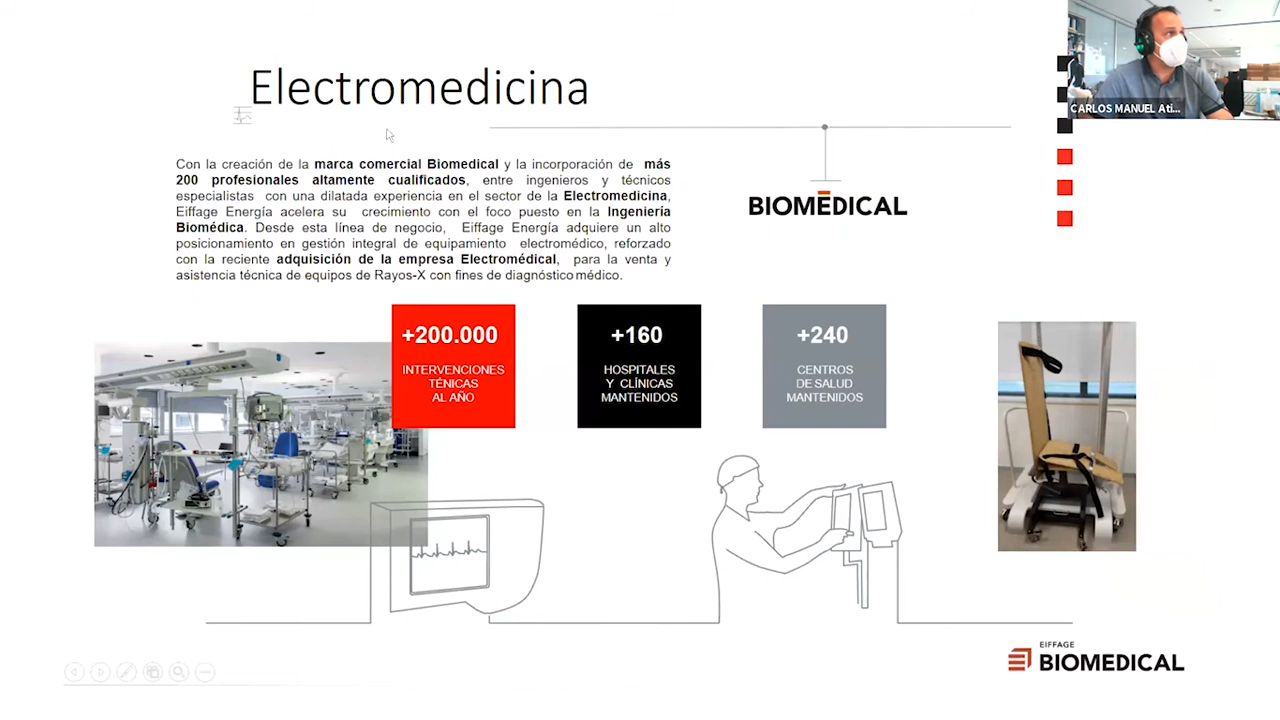 Electromedicina
CARLOS MANUEL Ati...
Con la creación de la marca comercial Biomedical y la incorporación de más
200 profesionales altamente cualificados, entre ingenieros y técnicos
especialistas con una dilatada experiencia en el sector de la Electromedicina,
Eiffage Energía acelera su crecimiento con el foco puesto en la Ingeniería
Biomédica. Desde esta línea de negocio, Eiffage Energía adquiere un alto
posicionamiento en gestión integral de equipamiento electromédico, reforzado
con la reciente adquisición de la empresa Electromédical, para la venta y
asistencia técnica de equipos de Rayos-X con fines de diagnóstico médico.
BIOMEDICAL
+200.000
INTERVENCIONES
TÉNICAS
AL AÑO
+160
HOSPITALES
Y CLÍNICAS
MANTENIDOS
+240
CENTROS
DE SALUD
MANTENIDOS
EIFFAGE
BIOMEDICAL